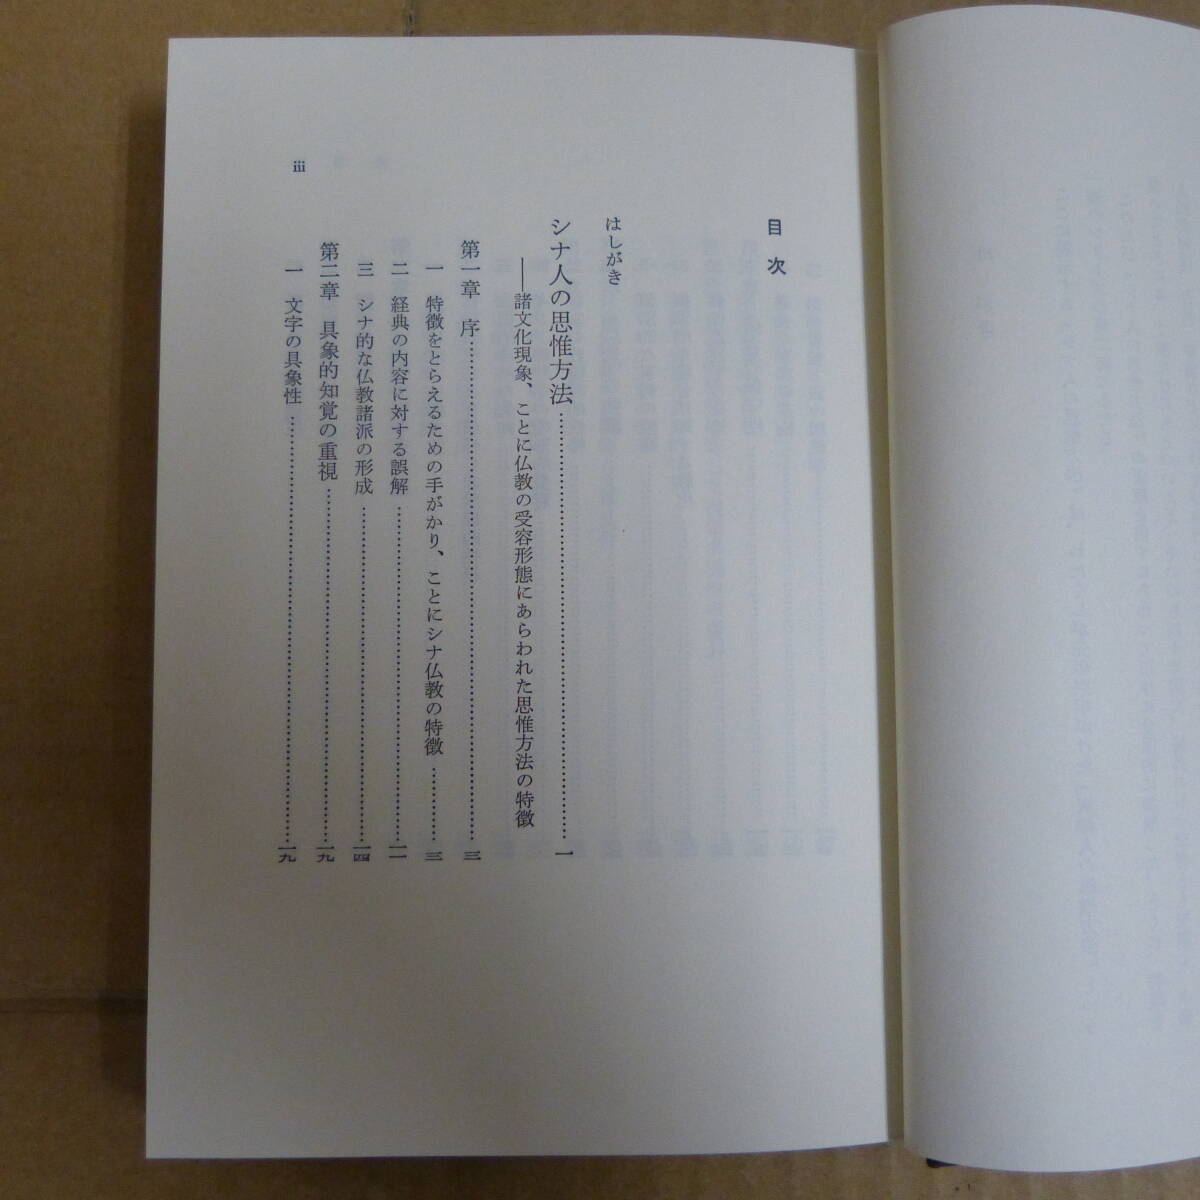 目次
はしがき
シナ人の思惟方法……………一
――諸文化現象、ことに仏教の受容形態にあらわれた思惟方法の特徴
第一章 序……………三
一 特徴をとらえるための手がかり、ことにシナ仏教の特徴……………三
二 経典の内容に対する誤解……………一一
三 シナ的な仏教諸派の形成……………一四
第二章 具象的知覚の重視……………一九
一 文字の具象性……………一九
iii